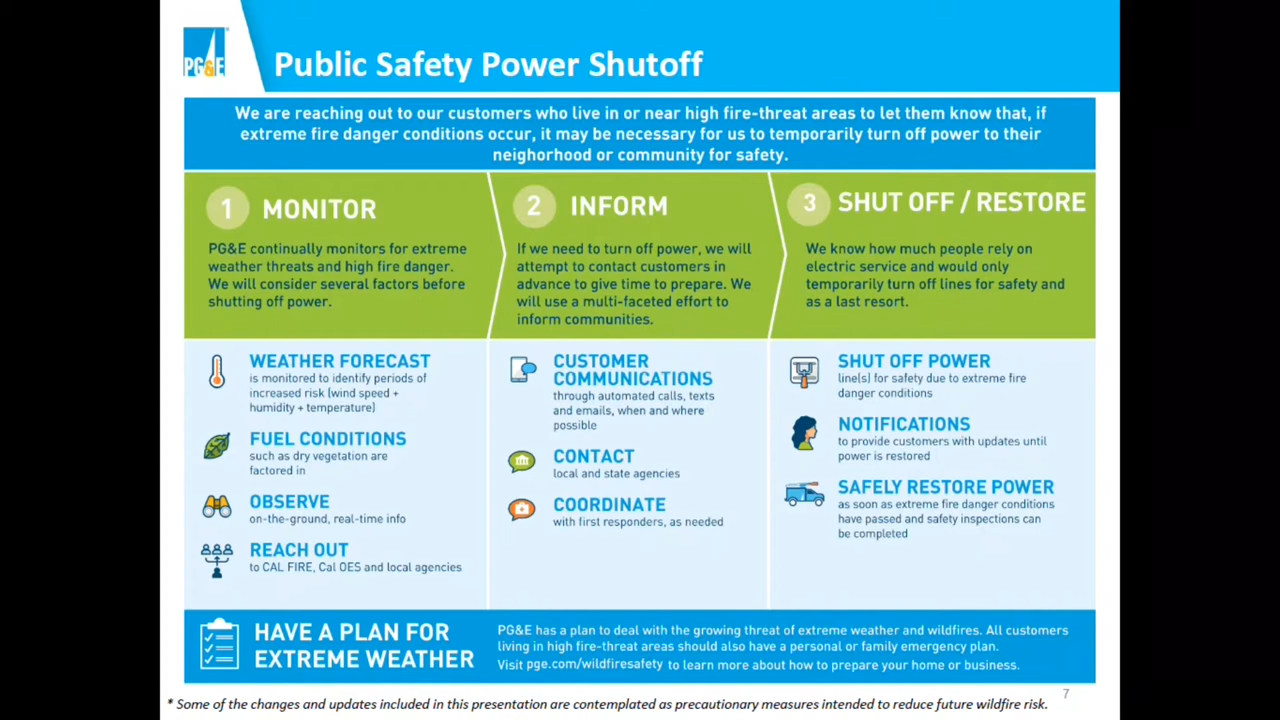 PG&E
Public Safety Power Shutoff
We are reaching out to our customers who live in or near high fire-threat areas to let them know that, if
extreme fire danger conditions occur, it may be necessary for us to temporarily turn off power to their
neighorhood or community for safety.
1 MONITOR
PG&E continually monitors for extreme
weather threats and high fire danger.
We will consider several factors before
shutting off power.
WEATHER FORECAST
is monitored to identify periods of
increased risk (wind speed +
humidity + temperature)
FUEL CONDITIONS
such as dry vegetation are
factored in
OBSERVE
on-the-ground, real-time info
REACH OUT
to CAL FIRE, Cal OES and local agencies
2 INFORM
If we need to turn off power, we will
attempt to contact customers in
advance to give time to prepare. We
will use a multi-faceted effort to
inform communities.
CUSTOMER
COMMUNICATIONS
through automated calls, texts
and emails, when and where
possible
CONTACT
local and state agencies
COORDINATE
with first responders, as needed
3 SHUT OFF / RESTORE
We know how much people rely on
electric service and would only
temporarily turn off lines for safety and
as a last resort.
SHUT OFF POWER
line(s) for safety due to extreme fire
danger conditions
NOTIFICATIONS
to provide customers with updates until
power is restored
SAFELY RESTORE POWER
as soon as extreme fire danger conditions
have passed and safety inspections can
be completed
HAVE A PLAN FOR
EXTREME WEATHER
PG&E has a plan to deal with the growing threat of extreme weather and wildfires. All customers
living in high fire-threat areas should also have a personal or family emergency plan.
Visit pge.com/wildfiresafety to learn more about how to prepare your home or business.
7
* Some of the changes and updates included in this presentation are contemplated as precautionary measures intended to reduce future wildfire risk.